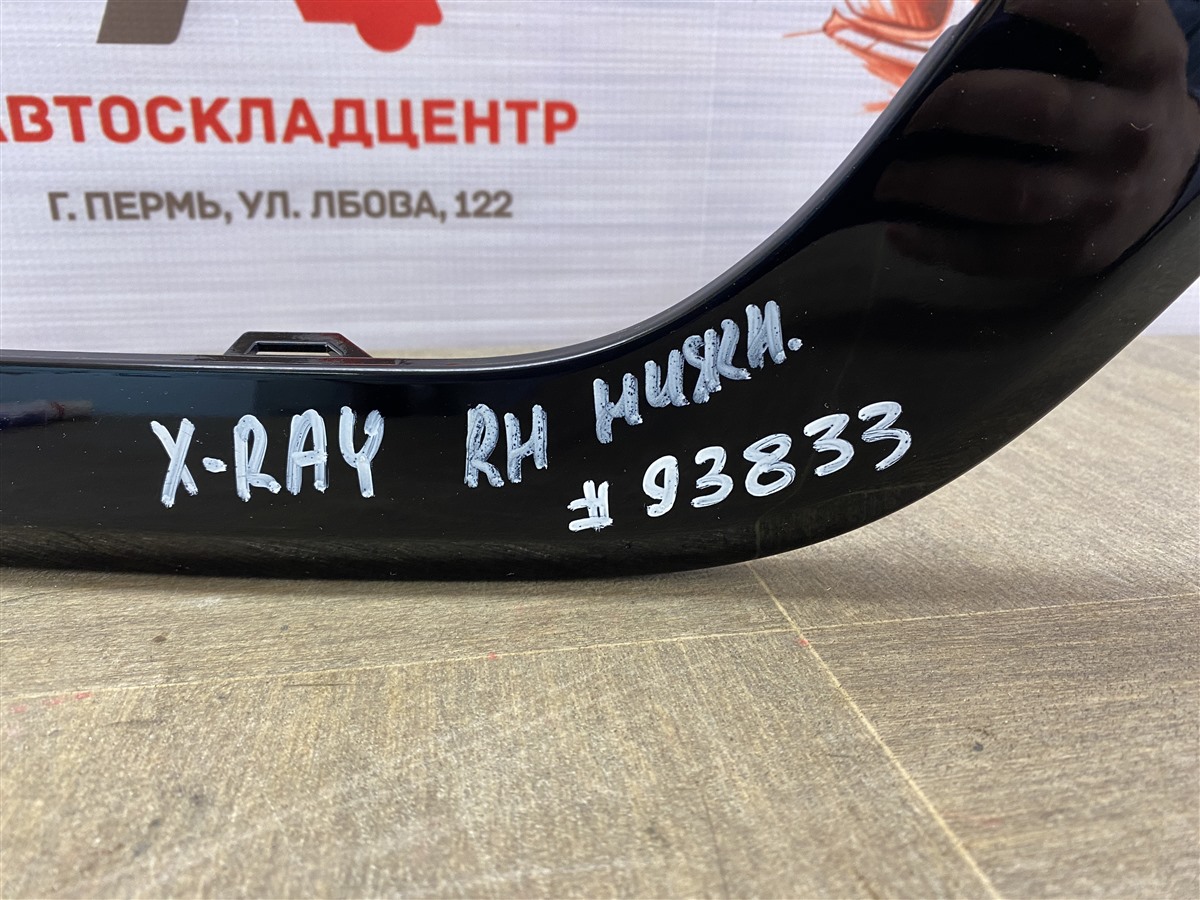 АВТОСКЛАДЦЕНТР
Г. ПЕРМЬ, УЛ. ЛБОВА, 122
X-RAY RH НИЖН.
# 93833